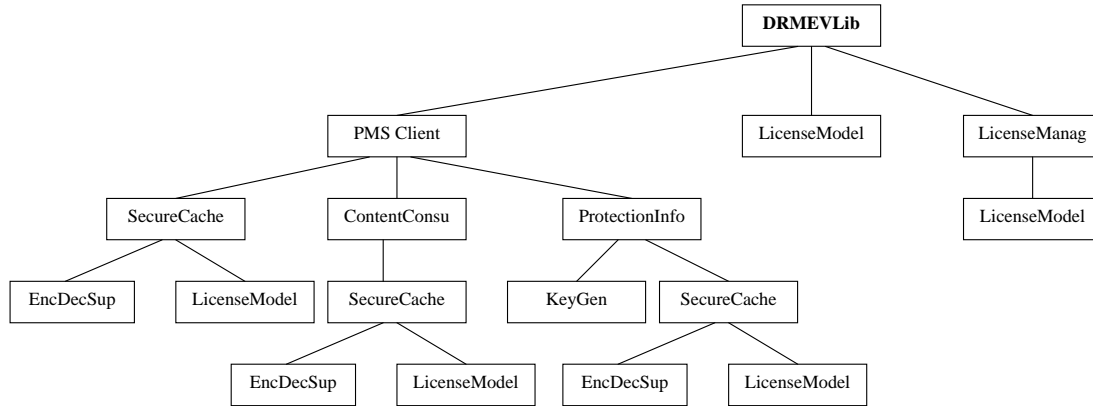 DRMEVLib
PMS Client
LicenseModel
LicenseManag
SecureCache
ContentConsu
ProtectionInfo
LicenseModel
EncDecSup
LicenseModel
SecureCache
KeyGen
SecureCache
EncDecSup
LicenseModel
EncDecSup
LicenseModel